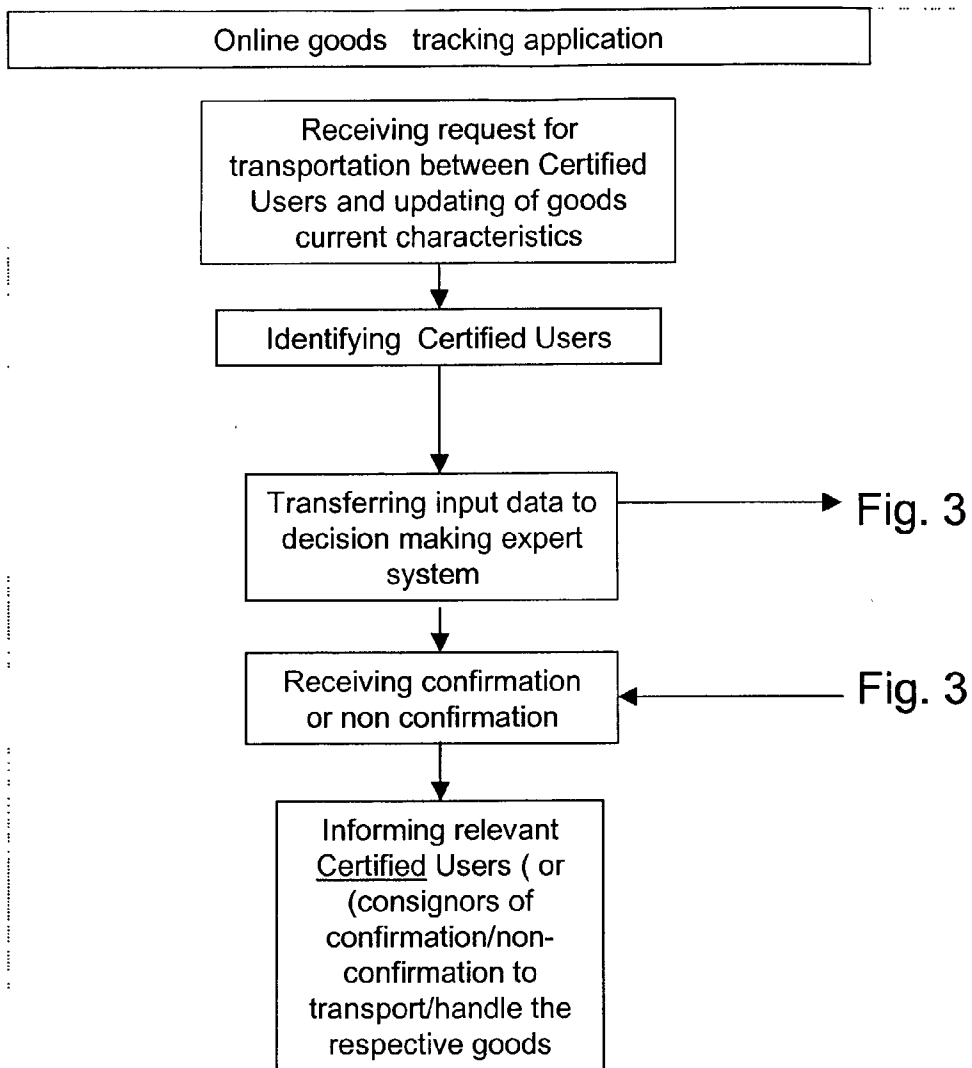 Online goods tracking application
Receiving request for
transportation between Certified
Users and updating of goods
current characteristics
Identifying Certified Users
Transferring input data to
decision making expert
system
Fig. 3
Receiving confirmation
or non confirmation
Fig. 3
Informing relevant
Certified Users ( or
(consignors of
confirmation/non-
confirmation to
transport/handle the
respective goods